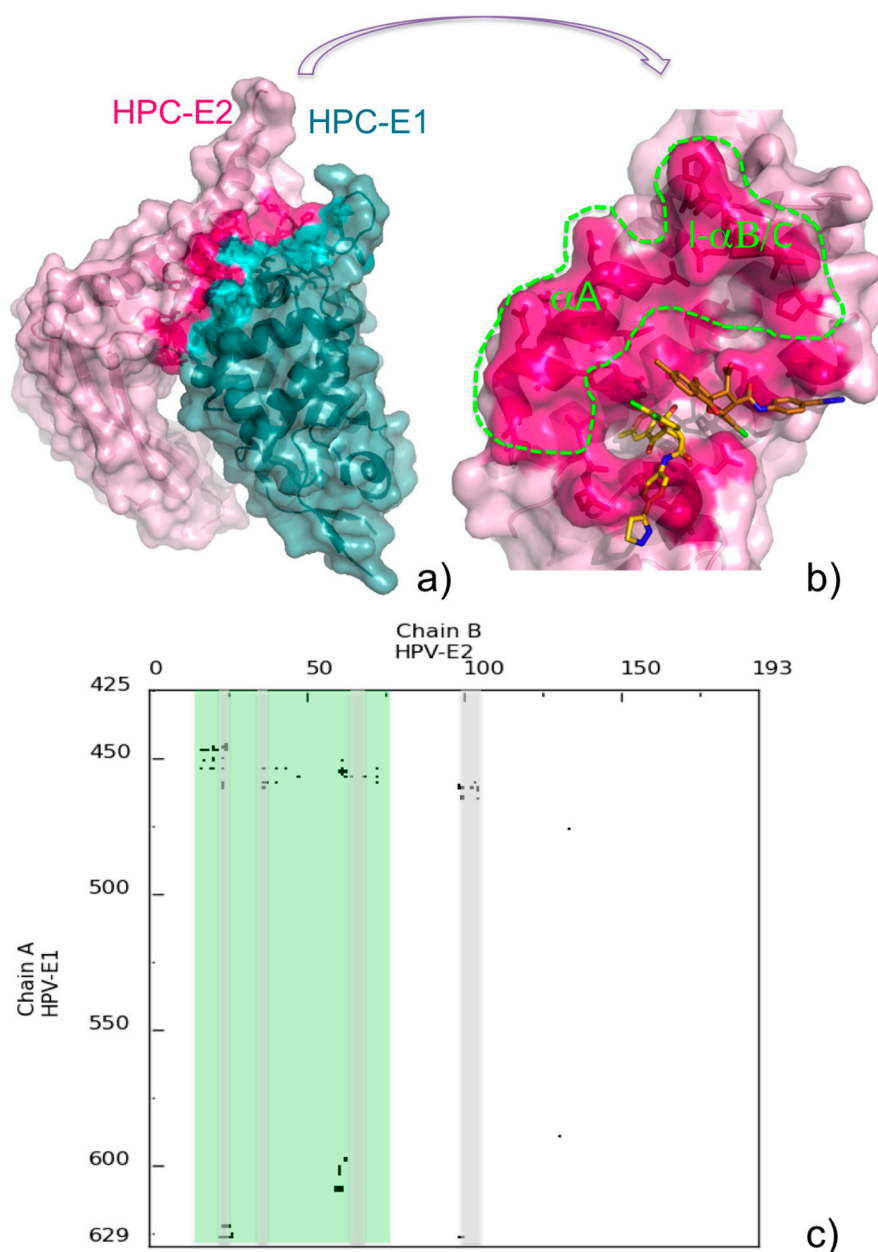 HPC-E2
HPC-E1
a)
αA
l-αB/C
b)
Chain B
HPV-E2
0 50 100 150 193
425
450
500
550
600
629
Chain A
HPV-E1
c)